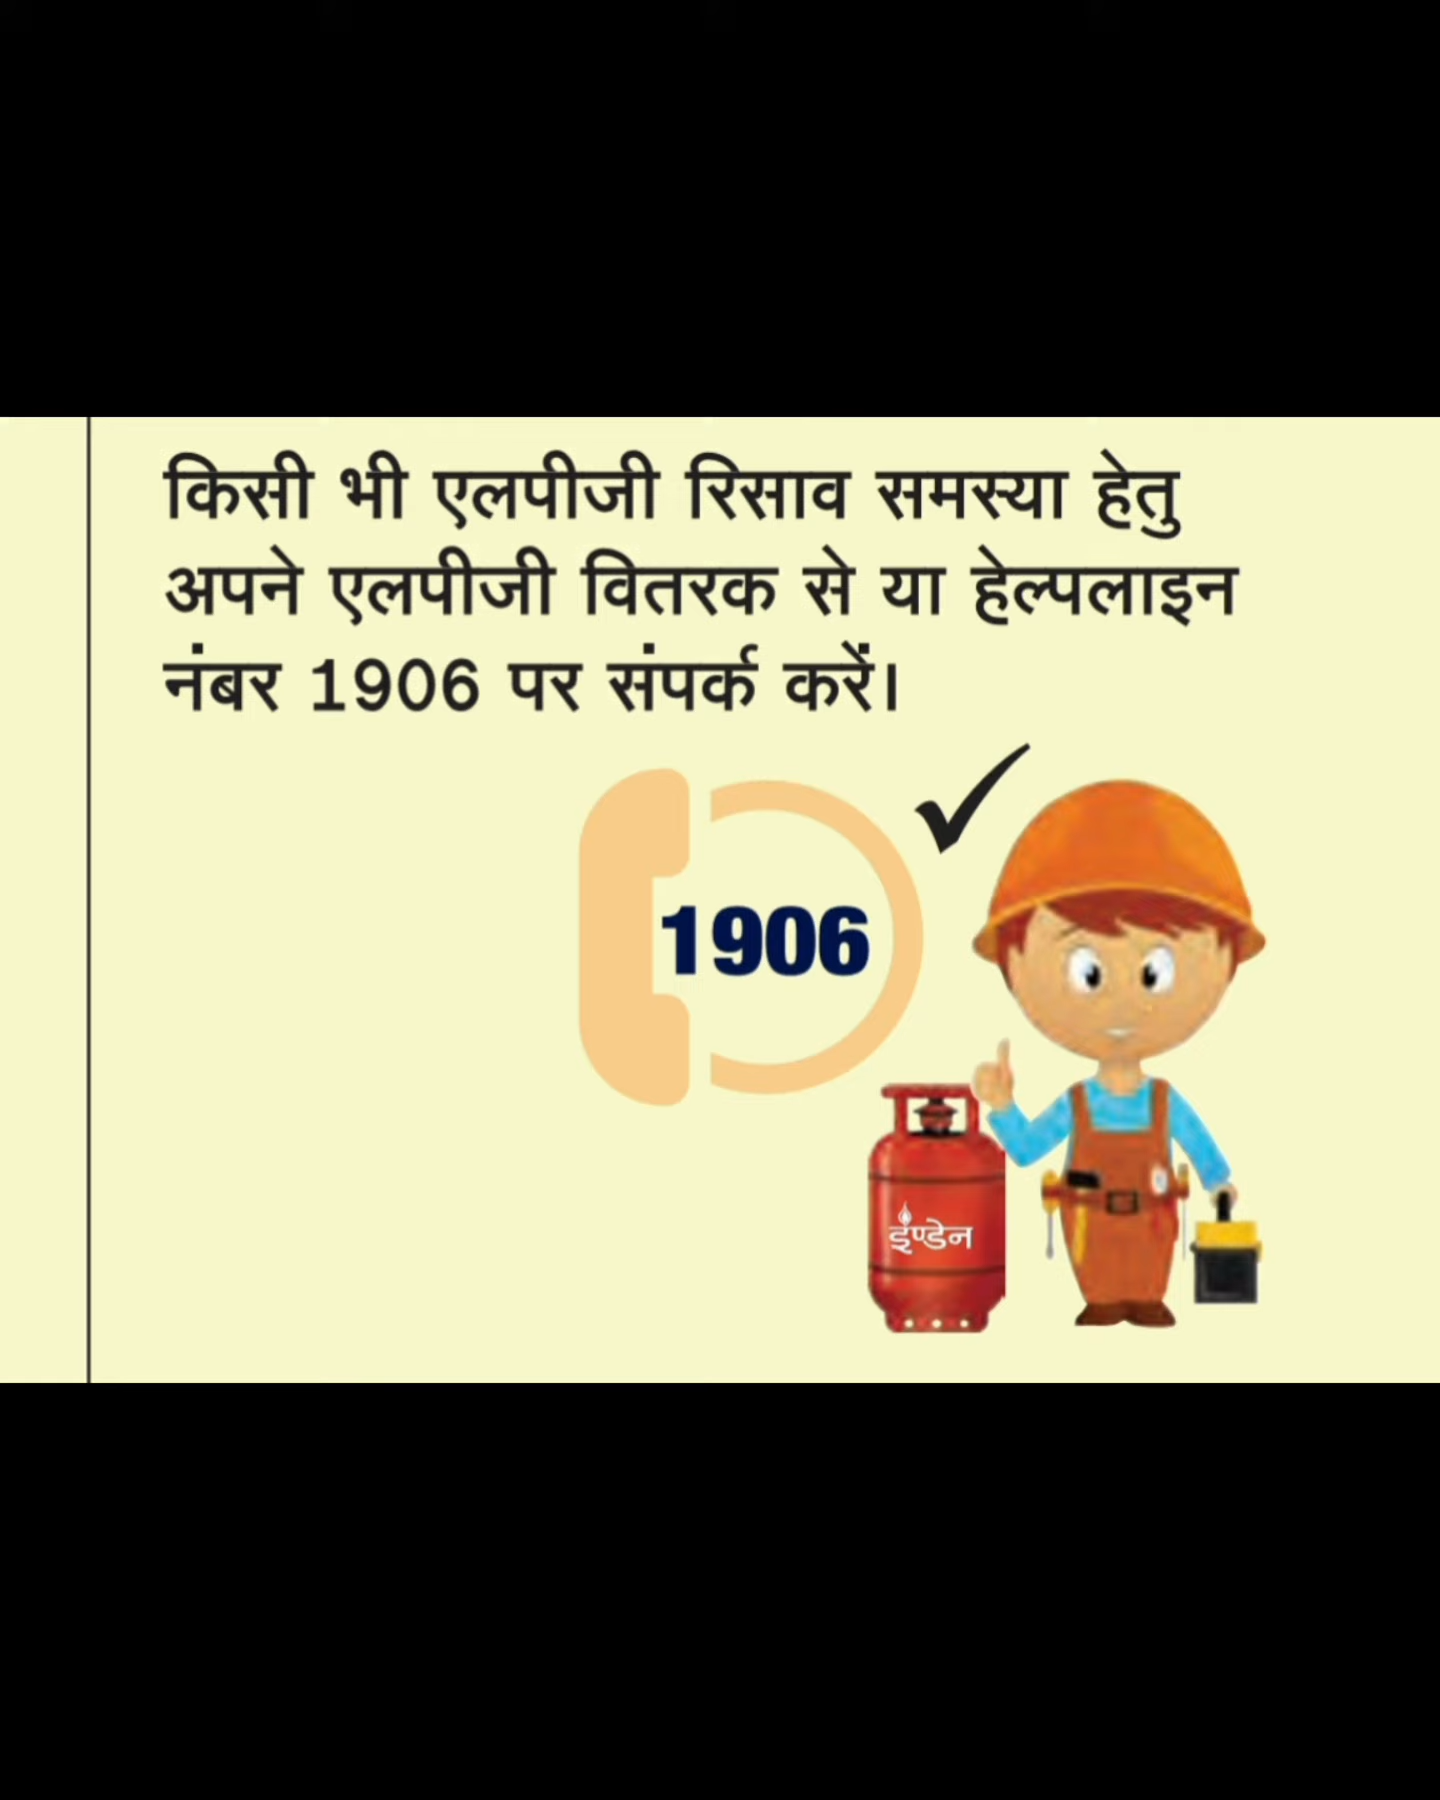 किसी भी एलपीजी रिसाव समस्या हेतु
अपने एलपीजी वितरक से या हेल्पलाइन
नंबर 1906 पर संपर्क करें।
1906
इण्डेन